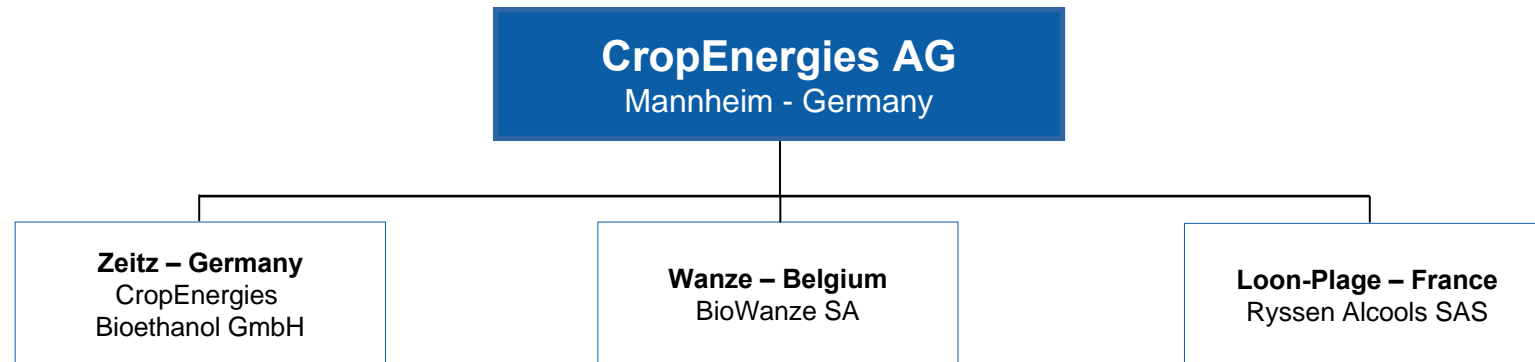 CropEnergies AG
Mannheim - Germany
Zeitz – Germany
CropEnergies
Bioethanol GmbH
Wanze – Belgium
BioWanze SA
Loon-Plage – France
Ryssen Alcools SAS